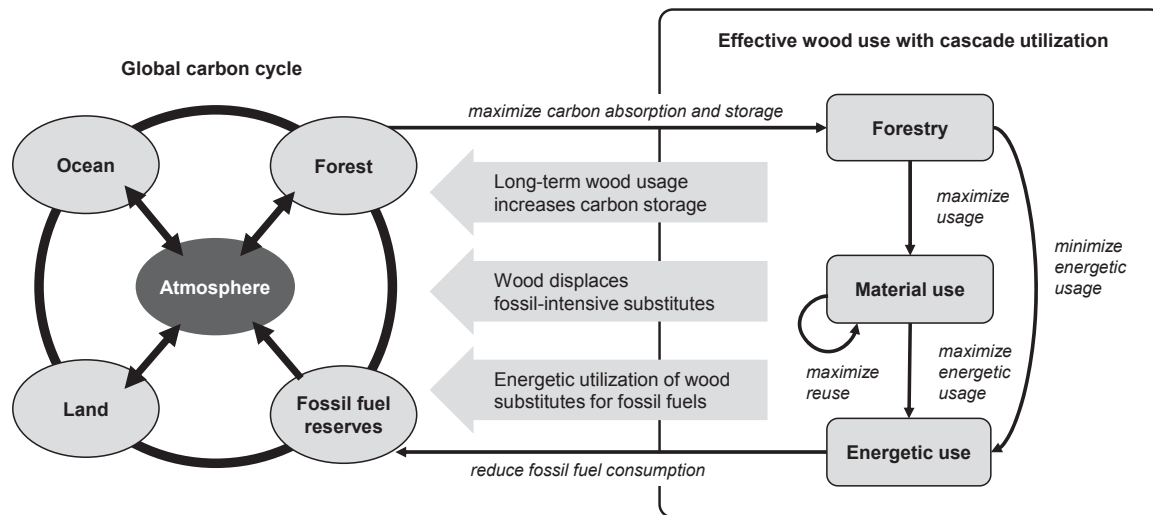 Effective wood use with cascade utilization
Global carbon cycle
maximize carbon absorption and storage
Ocean
Forest
Forestry
Long-term wood usage
increases carbon storage
maximize
usage
minimize
energetic
usage
Atmosphere
Wood displaces
fossil-intensive substitutes
Material use
maximize
reuse
maximize
energetic
usage
Land
Fossil fuel
reserves
Energetic utilization of wood
substitutes for fossil fuels
Energetic use
reduce fossil fuel consumption